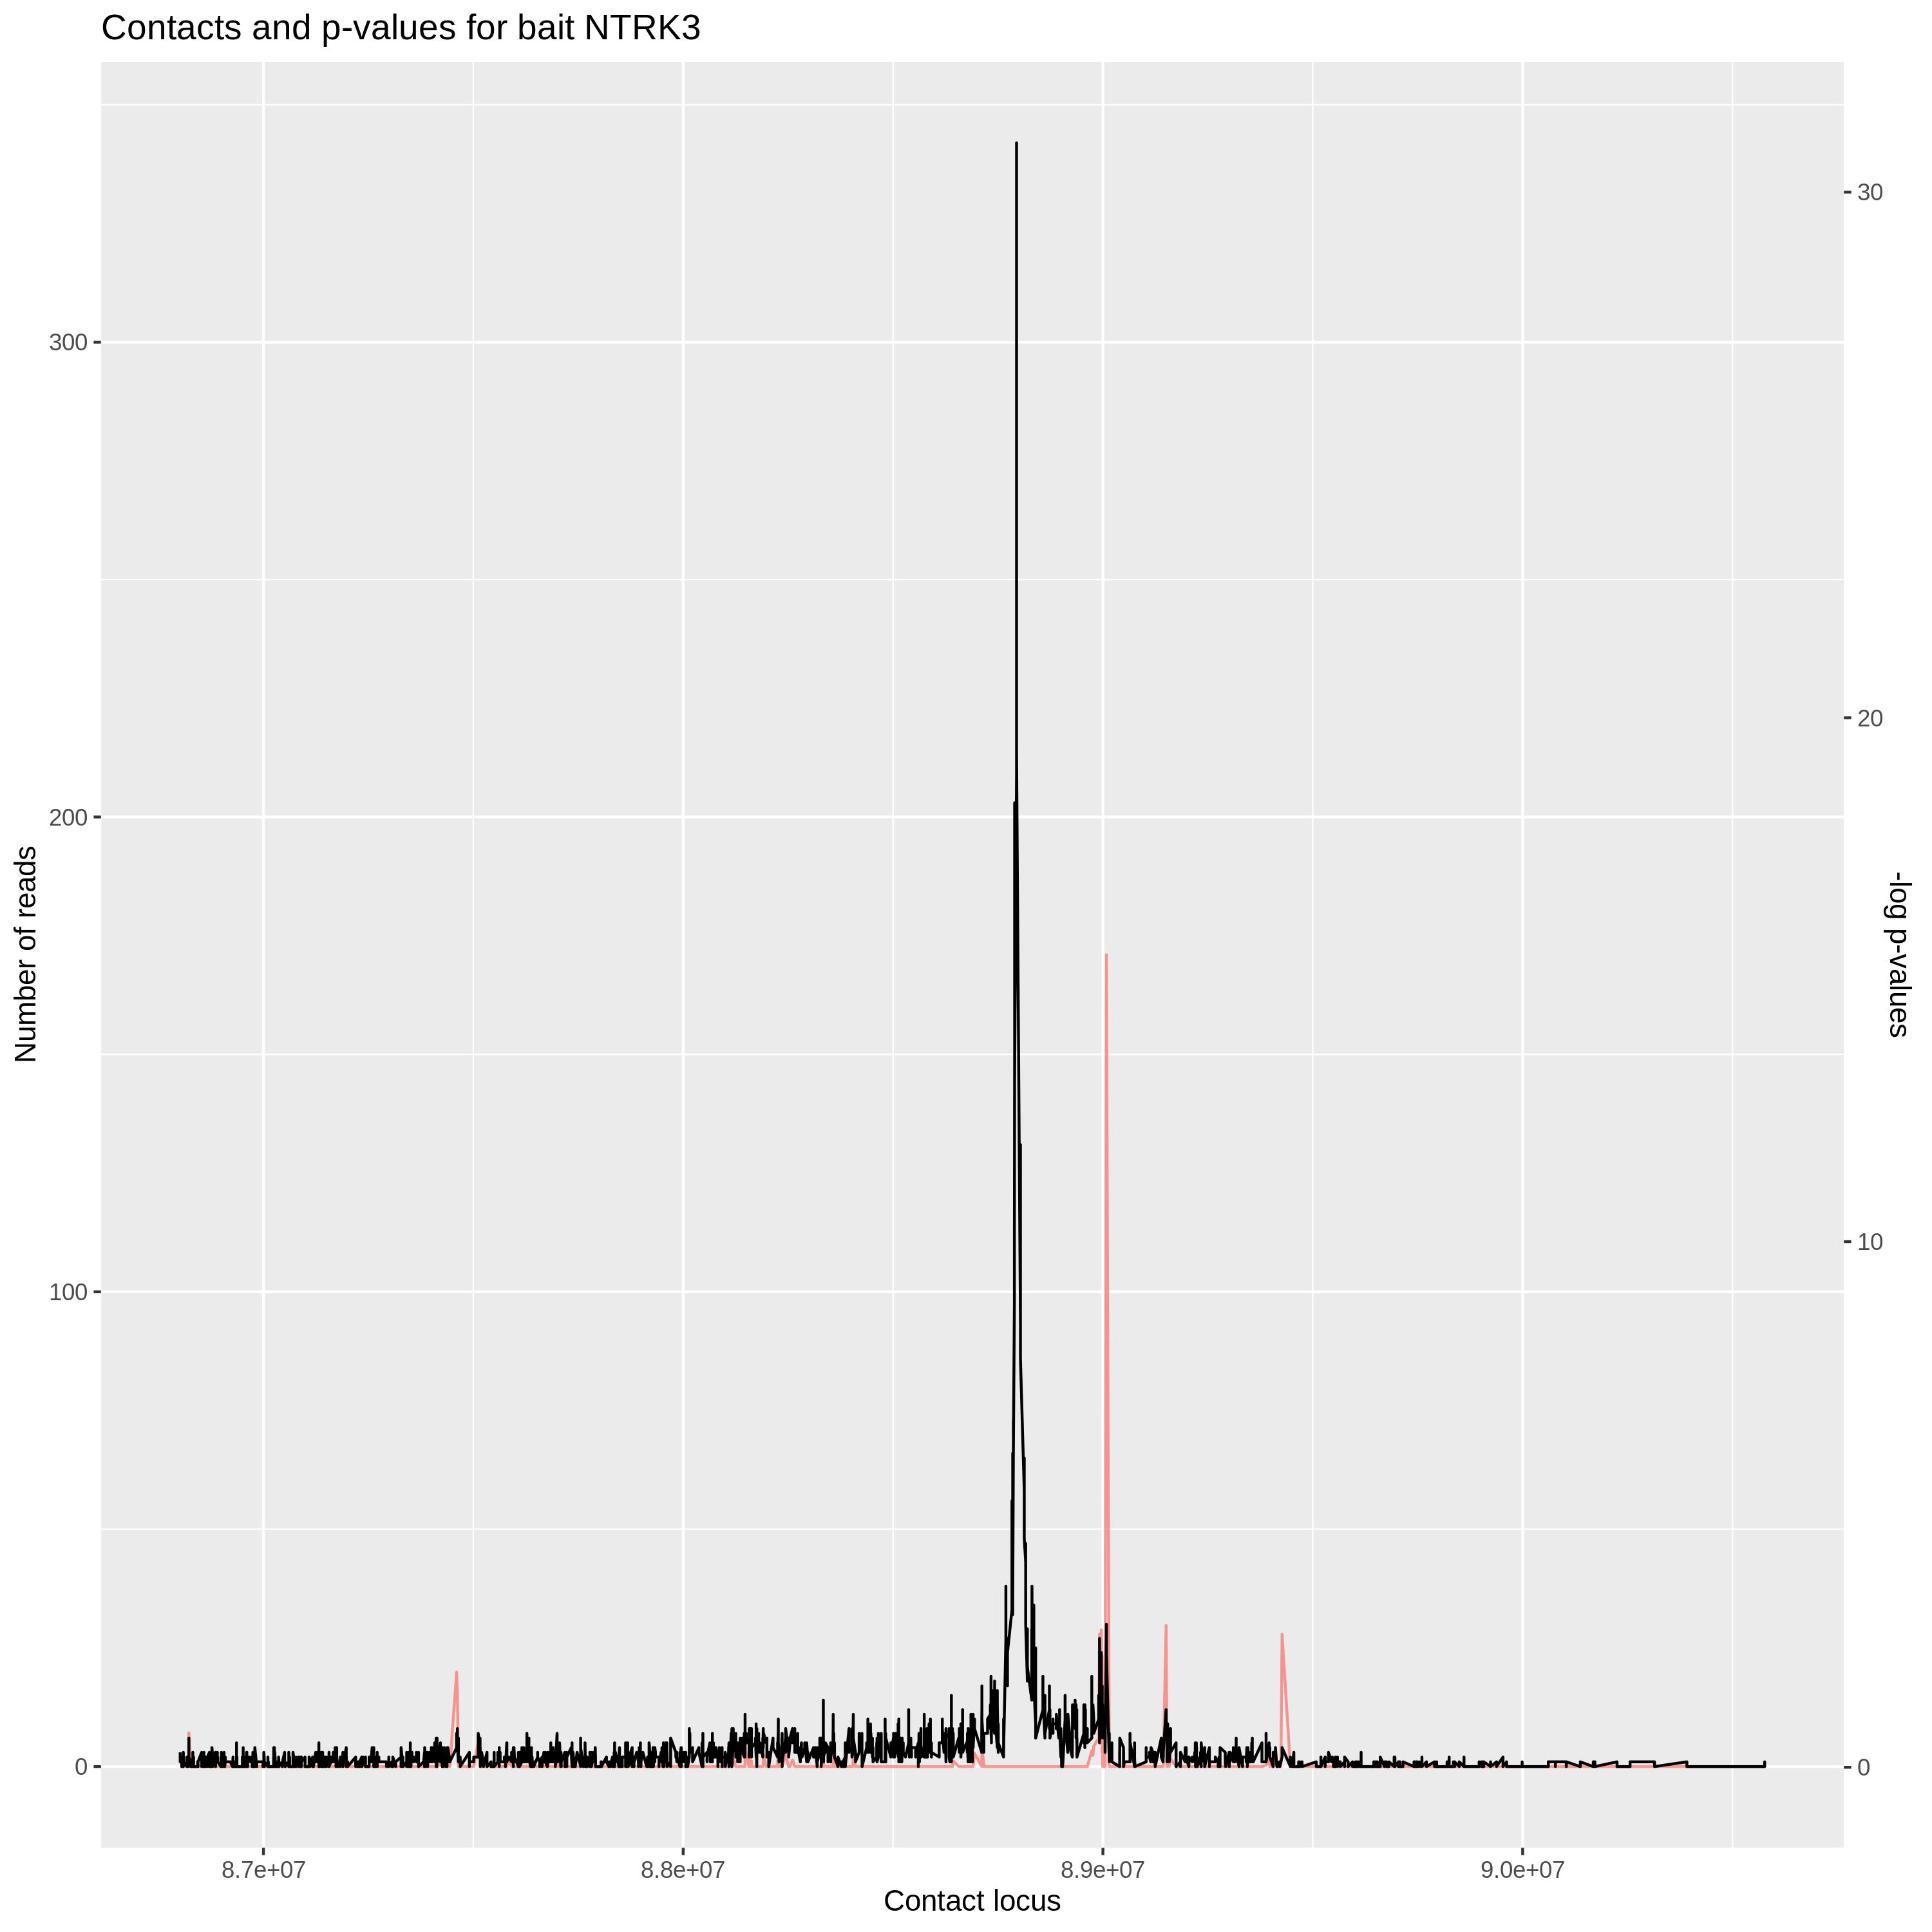 Contacts and p-values for bait NTRK3
Number of reads
300
200
100
0
30
20
10
0
-log p-values
8.7e+07
8.8e+07
8.9e+07
9.0e+07
Contact locus